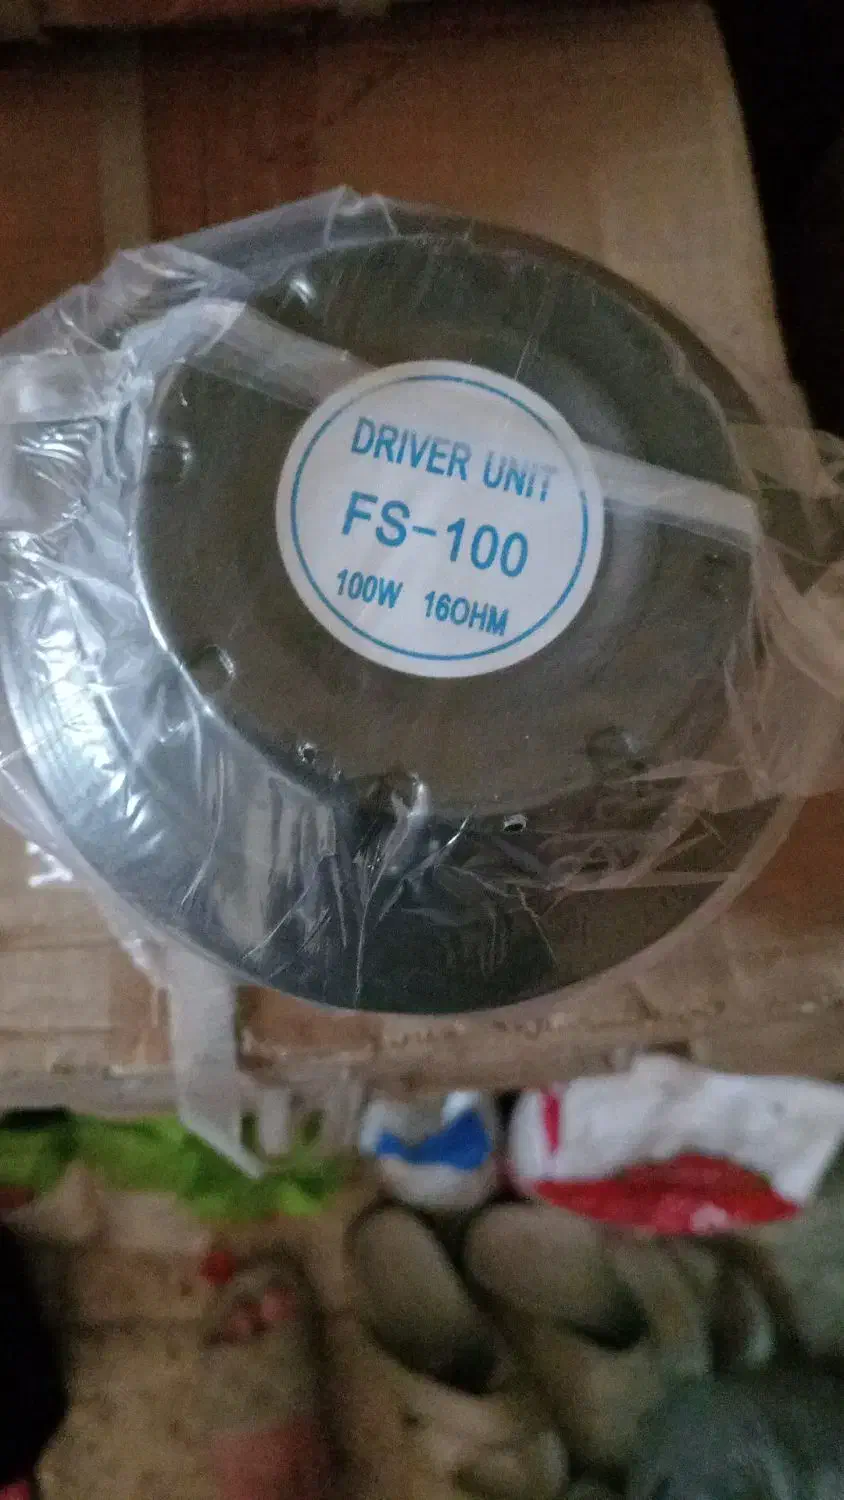 DRIVER UNIT
FS-100
100W 16OHM